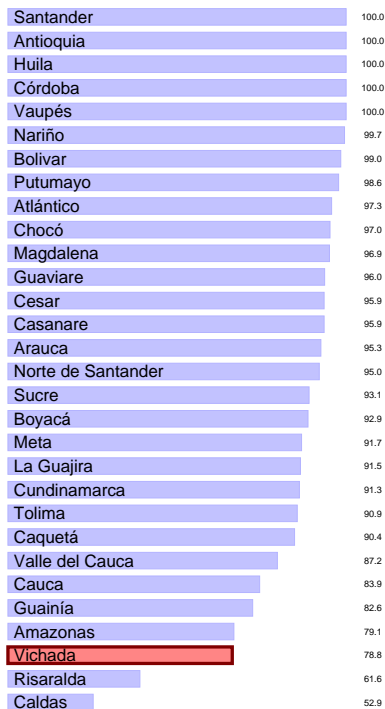 Santander 100.0
Antioquia 100.0
Huila 100.0
Córdoba 100.0
Vaupés 100.0
Nariño 99.7
Bolivar 99.0
Putumayo 98.6
Atlántico 97.3
Chocó 97.0
Magdalena 96.9
Guaviare 96.0
Cesar 95.9
Casanare 95.9
Arauca 95.3
Norte de Santander 95.0
Sucre 93.1
Boyacá 92.9
Meta 91.7
La Guajira 91.5
Cundinamarca 91.3
Tolima 90.9
Caquetá 90.4
Valle del Cauca 87.2
Cauca 83.9
Guainía 82.6
Amazonas 79.1
Vichada 78.8
Risaralda 61.6
Caldas 52.9